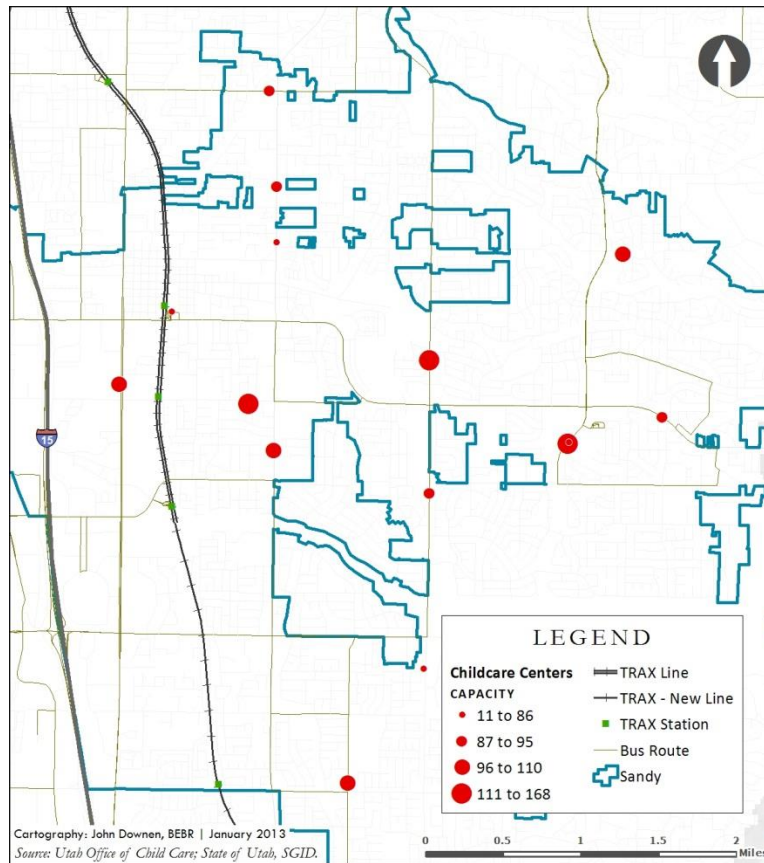 15
LEGEND
Childcare Centers
CAPACITY
11 to 86
87 to 95
96 to 110
111 to 168
TRAX Line
TRAX - New Line
TRAX Station
Bus Route
Sandy
Cartography: John Downen, BEBR | January 2013
Source: Utah Office of Child Care; State of Utah, SGID.
0 0.5 1 1.5 2
Miles